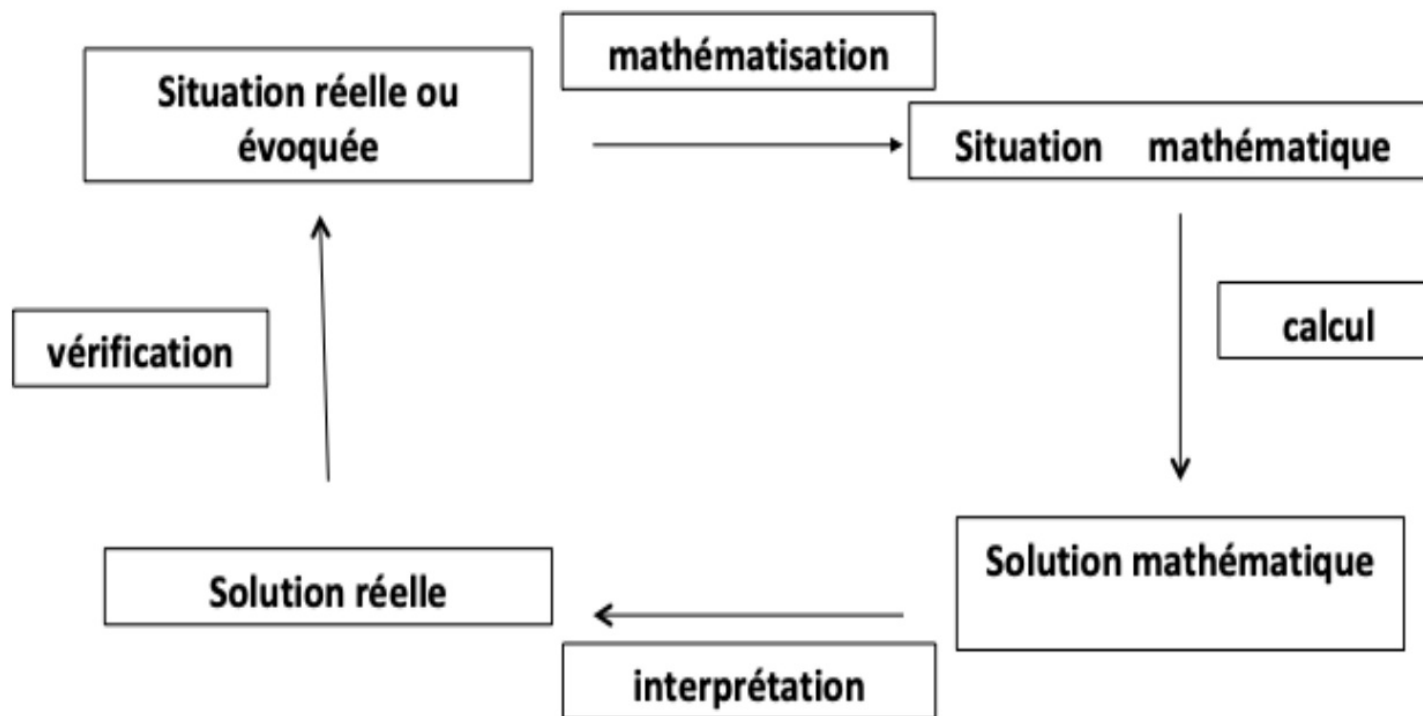 mathématisation
Situation réelle ou
évoquée
Situation mathématique
vérification
calcul
Solution mathématique
Solution réelle
interprétation